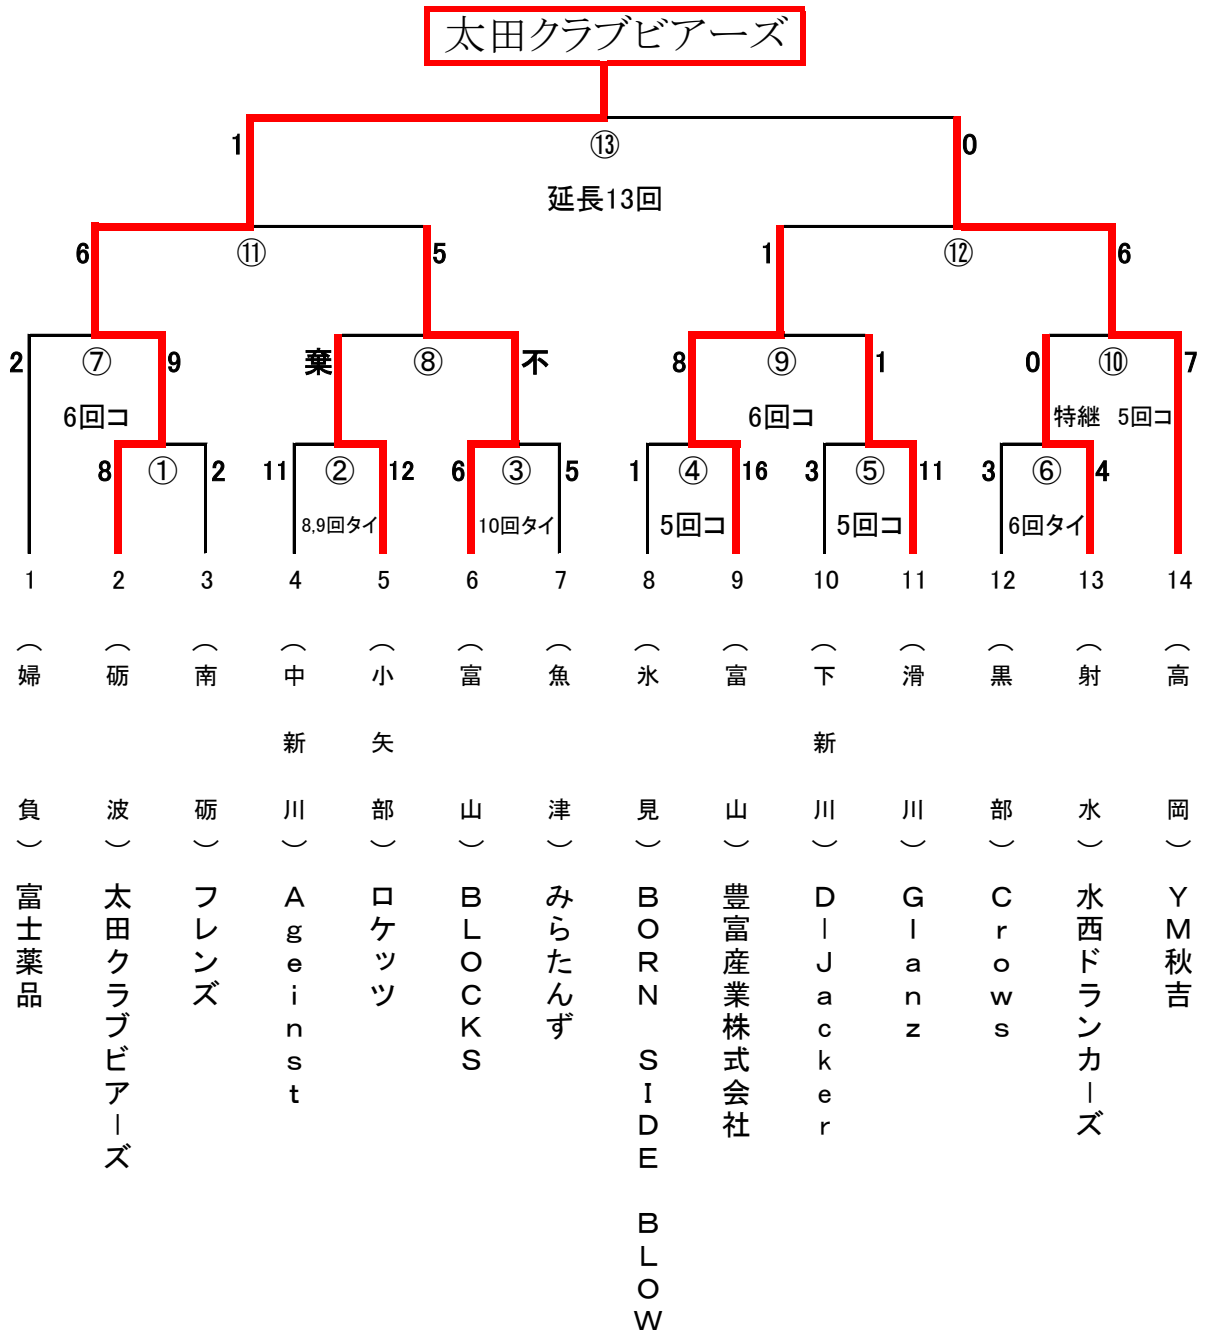 太田クラブビアーズ
1 ⑬ 0
延長13回
6 ⑪ 5 1 ⑫ 6
2 ⑦ 9 棄 ⑧ 不 8 ⑨ 1 0 ⑩ 7
6回コ 6回コ 特継 5回コ
8 ① 2 11 ② 12 6 ③ 5 1 ④ 16 3 ⑤ 11 3 ⑥ 4
8,9回タイ 10回タイ 5回コ 5回コ 6回タイ
1 2 3 4 5 6 7 8 9 10 11 12 13 14
（婦負）富士薬品
（砺波）太田クラブビアーズ
（南砺）フレンズ
（中新川）Ageinst
（小矢部）ロケッツ
（富山）BLOCKS
（魚津）みらたんず
（氷見）BORN SIDE BLOW
（富山）豊富産業株式会社
（下新川）D－Jacker
（滑川）Glanz
（黒部）Crows
（射水）水西ドランカーズ
（高岡）YM秋吉